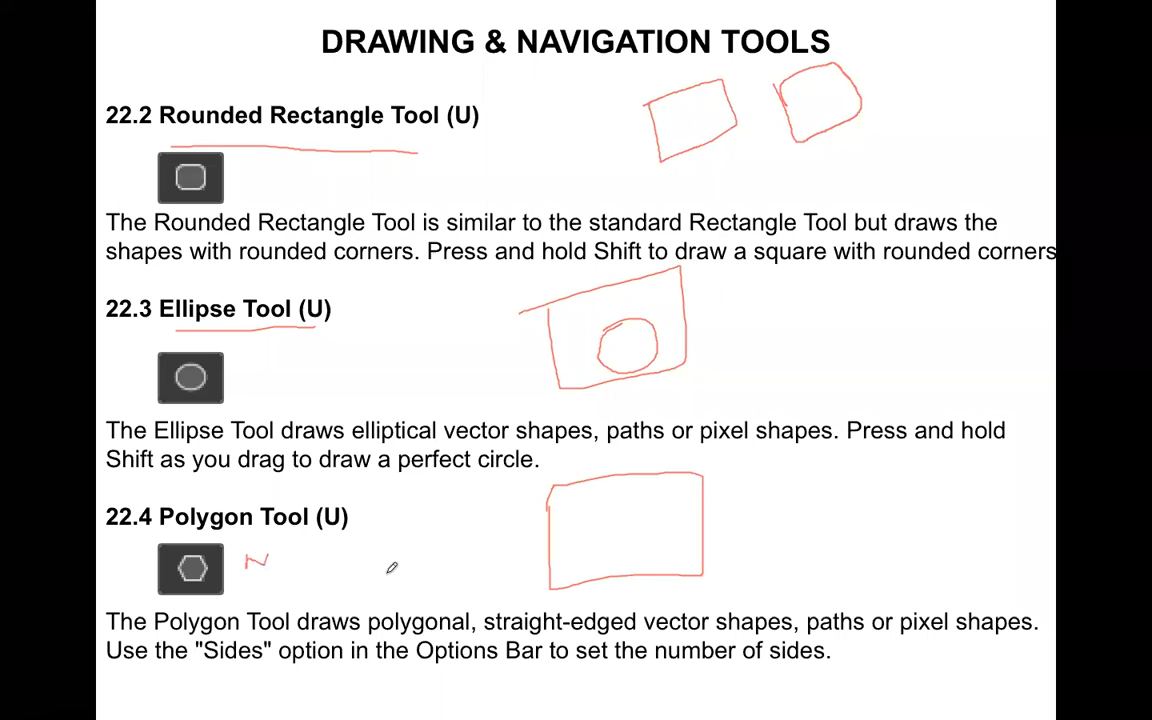 DRAWING & NAVIGATION TOOLS
22.2 Rounded Rectangle Tool (U)
The Rounded Rectangle Tool is similar to the standard Rectangle Tool but draws the
shapes with rounded corners. Press and hold Shift to draw a square with rounded corners
22.3 Ellipse Tool (U)
The Ellipse Tool draws elliptical vector shapes, paths or pixel shapes. Press and hold
Shift as you drag to draw a perfect circle.
22.4 Polygon Tool (U)
N
The Polygon Tool draws polygonal, straight-edged vector shapes, paths or pixel shapes.
Use the "Sides" option in the Options Bar to set the number of sides.